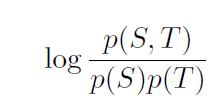 log p(S, T) / p(S)p(T)